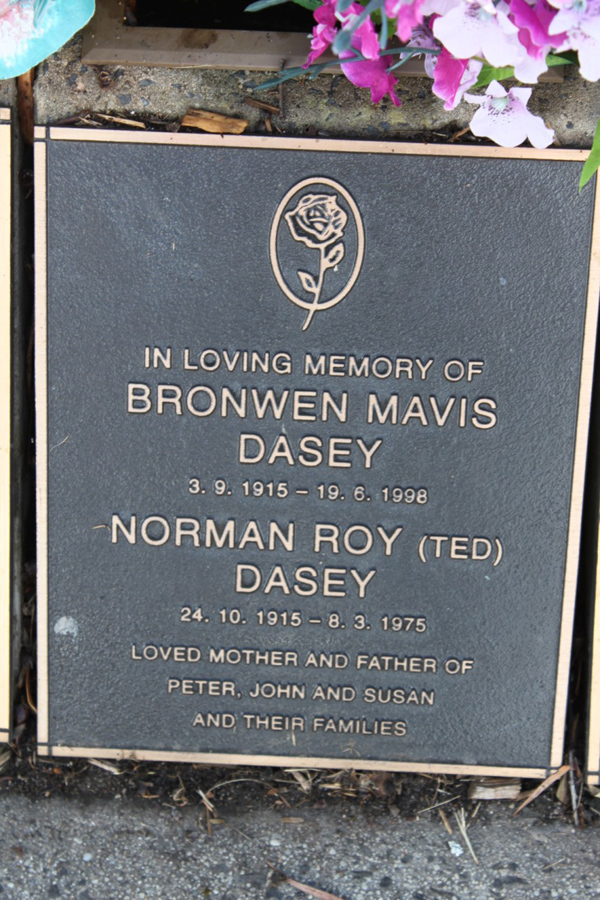 IN LOVING MEMORY OF
BRONWEN MAVIS
DASEY
3. 9. 1915 – 19. 6. 1998
NORMAN ROY (TED)
DASEY
24. 10. 1915 – 8. 3. 1975
LOVED MOTHER AND FATHER OF
PETER, JOHN AND SUSAN
AND THEIR FAMILIES